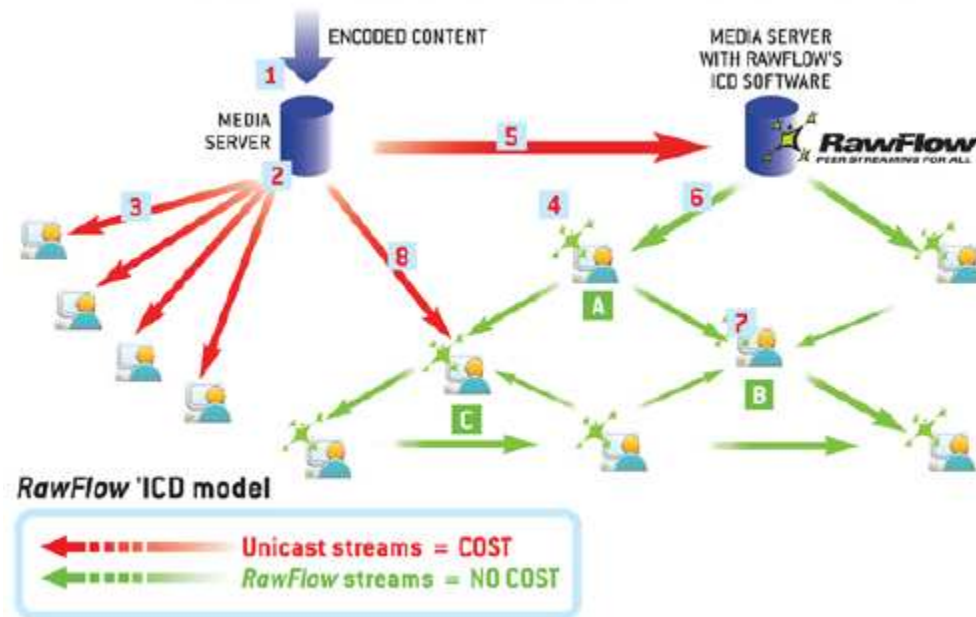 ENCODED CONTENT
1
MEDIA
SERVER
MEDIA SERVER
WITH RAWFLOW'S
ICD SOFTWARE
5
RawFlow
PEER STREAMING FOR ALL
2
3
4
6
8
A
7
B
C
RawFlow 'ICD model
Unicast streams = COST
RawFlow streams = NO COST